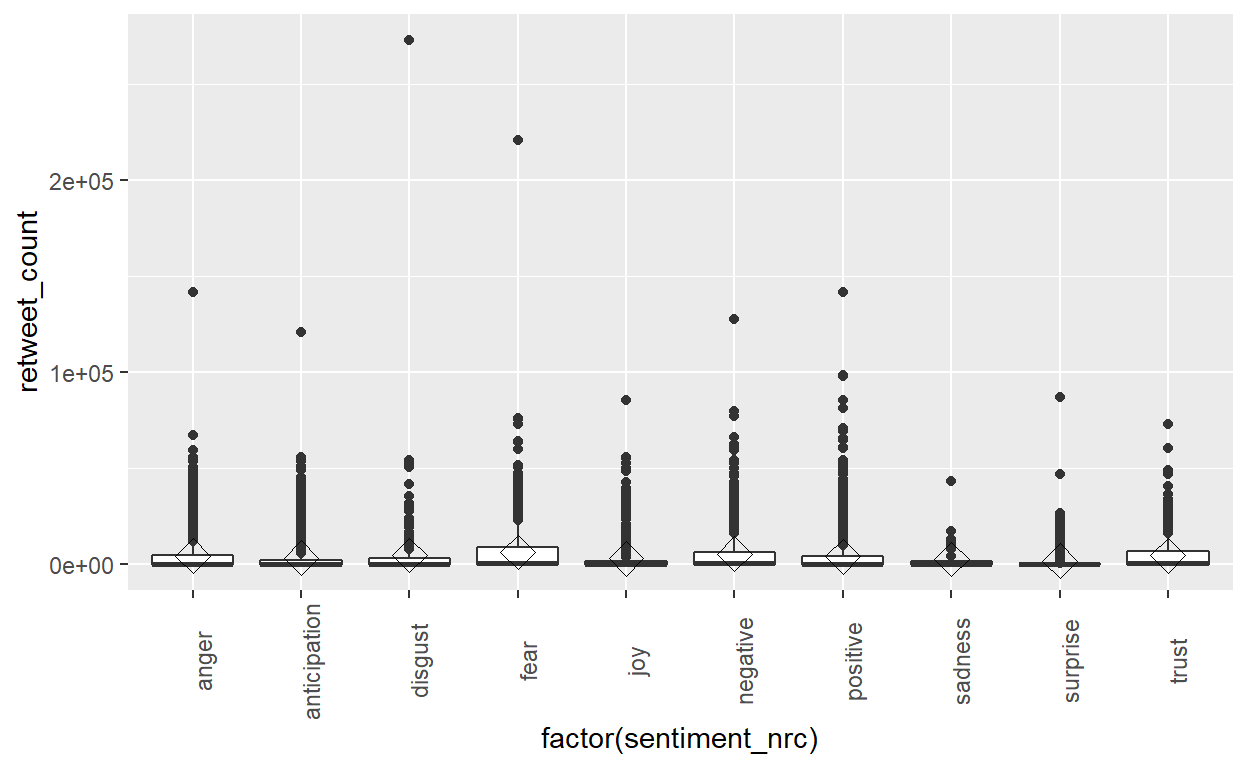 retweet_count
2e+05
1e+05
0e+00
anger
anticipation
disgust
fear
joy
negative
positive
sadness
surprise
trust
factor(sentiment_nrc)